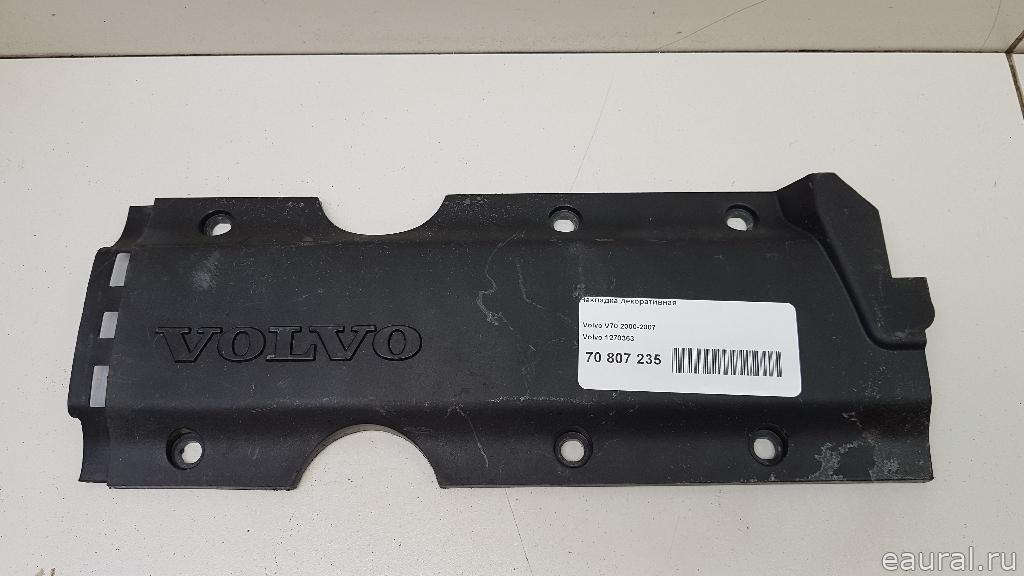 VOLVO
накладка декоративная
Volvo V70 2000-2007
Volvo 1270363
70 807 235
eaural.ru